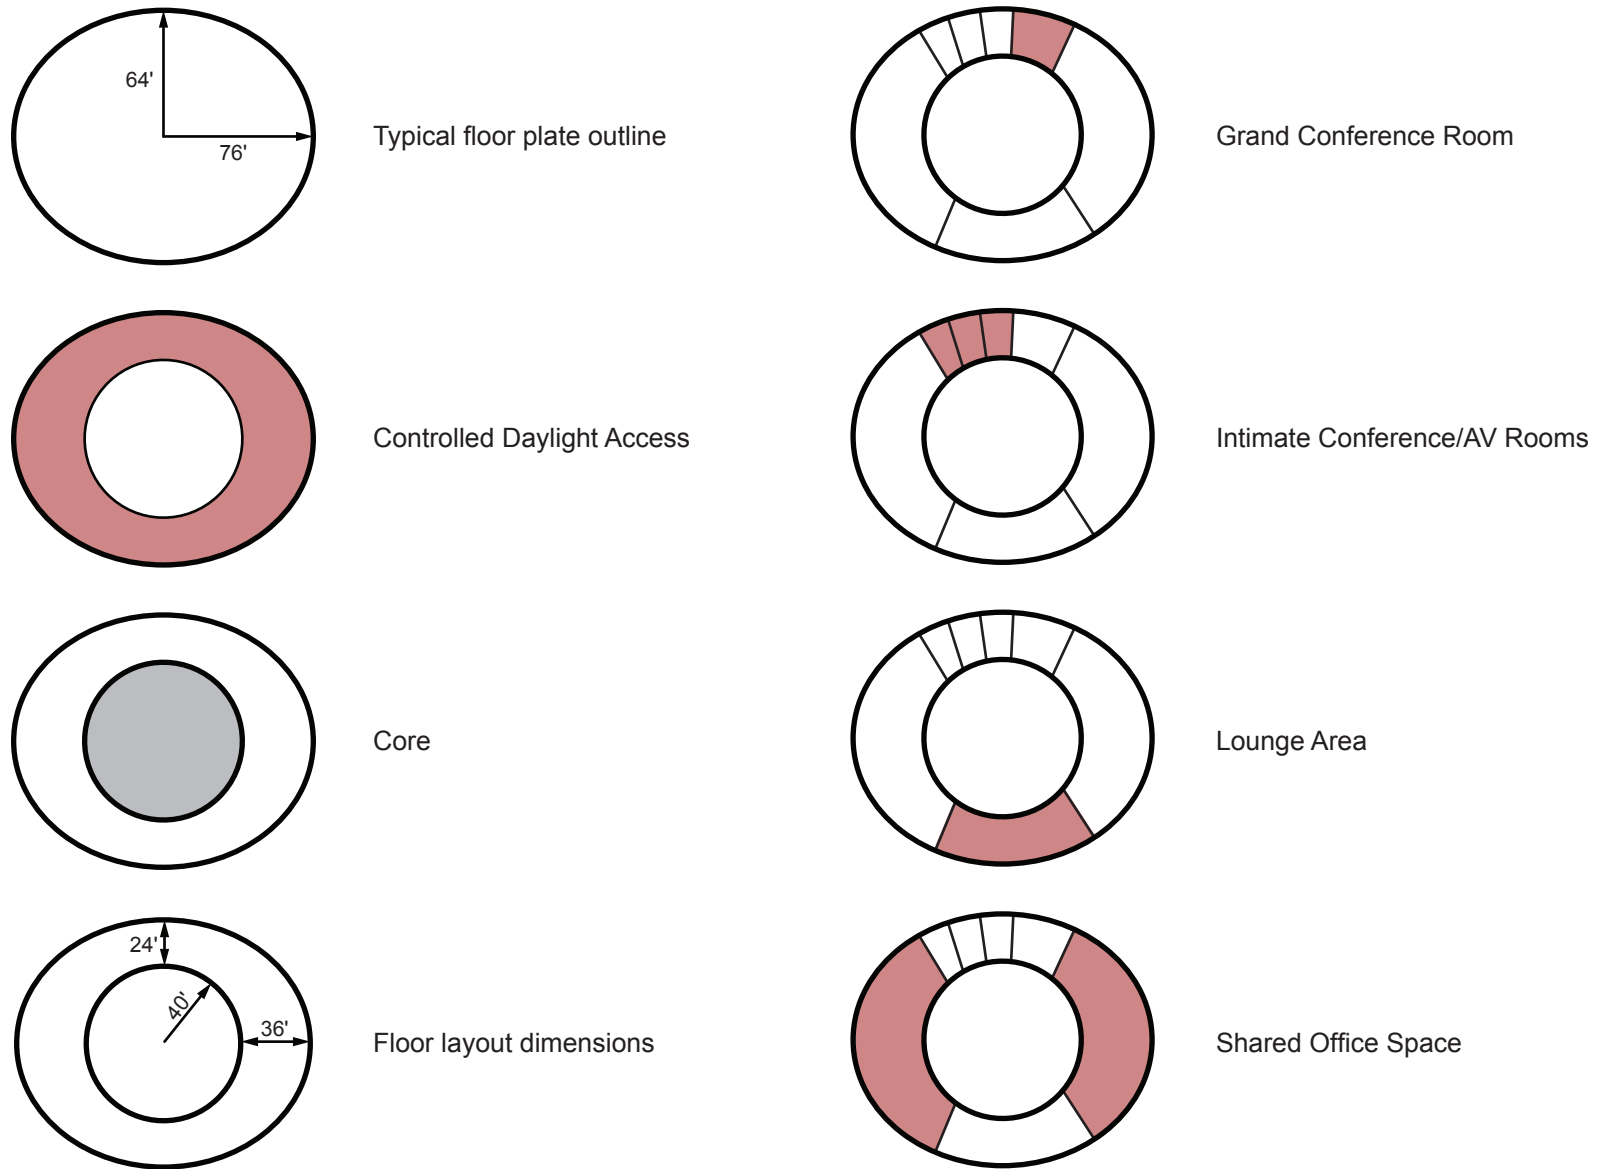 64'
76'
Typical floor plate outline
Controlled Daylight Access
Core
24'
40'
36'
Floor layout dimensions
Grand Conference Room
Intimate Conference/AV Rooms
Lounge Area
Shared Office Space